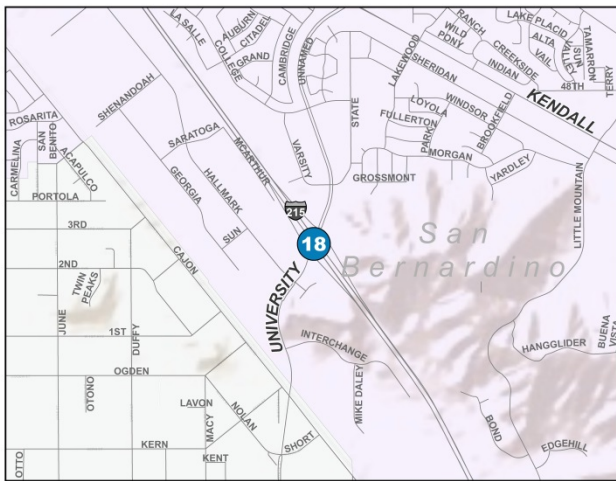 LA SALLE
AUBURN
CITADEL
COLLEGE
GRAND
CAMBRIDGE
UNNAMED
LAKEWOOD
RANCH
WILD
PONY
LAKE PLACID
CREEKSIDE
ALTA
VAIL
SUN
VALLEY
TAMARRON
TERRY
INDIAN
48TH
SHERIDAN
KENDALL
SHENANDOAH
ROSARITA
SAN
BENITO
CARMELINA
ACAPULCO
PORTOLA
SARATOGA
MCARTHUR
VARSITY
STATE
LOYOLA
WINDSOR
FULLERTON
PARK
BROOKFIELD
MORGAN
YARDLEY
GROSSMONT
LITTLE MOUNTAIN
GEORGIA
HALLMARK
SUN
215
18
San
Bernardino
3RD
CAJON
2ND
TWIN
PEAKS
JUNE
1ST
DUFFY
UNIVERSITY
INTERCHANGE
MIKE DALEY
HANGGLIDER
BUENA
VISTA
OGDEN
OTONO
LAVON
MACY
NOLAN
SHORT
BOND
EDGEHILL
KERN
KENT
OTTO